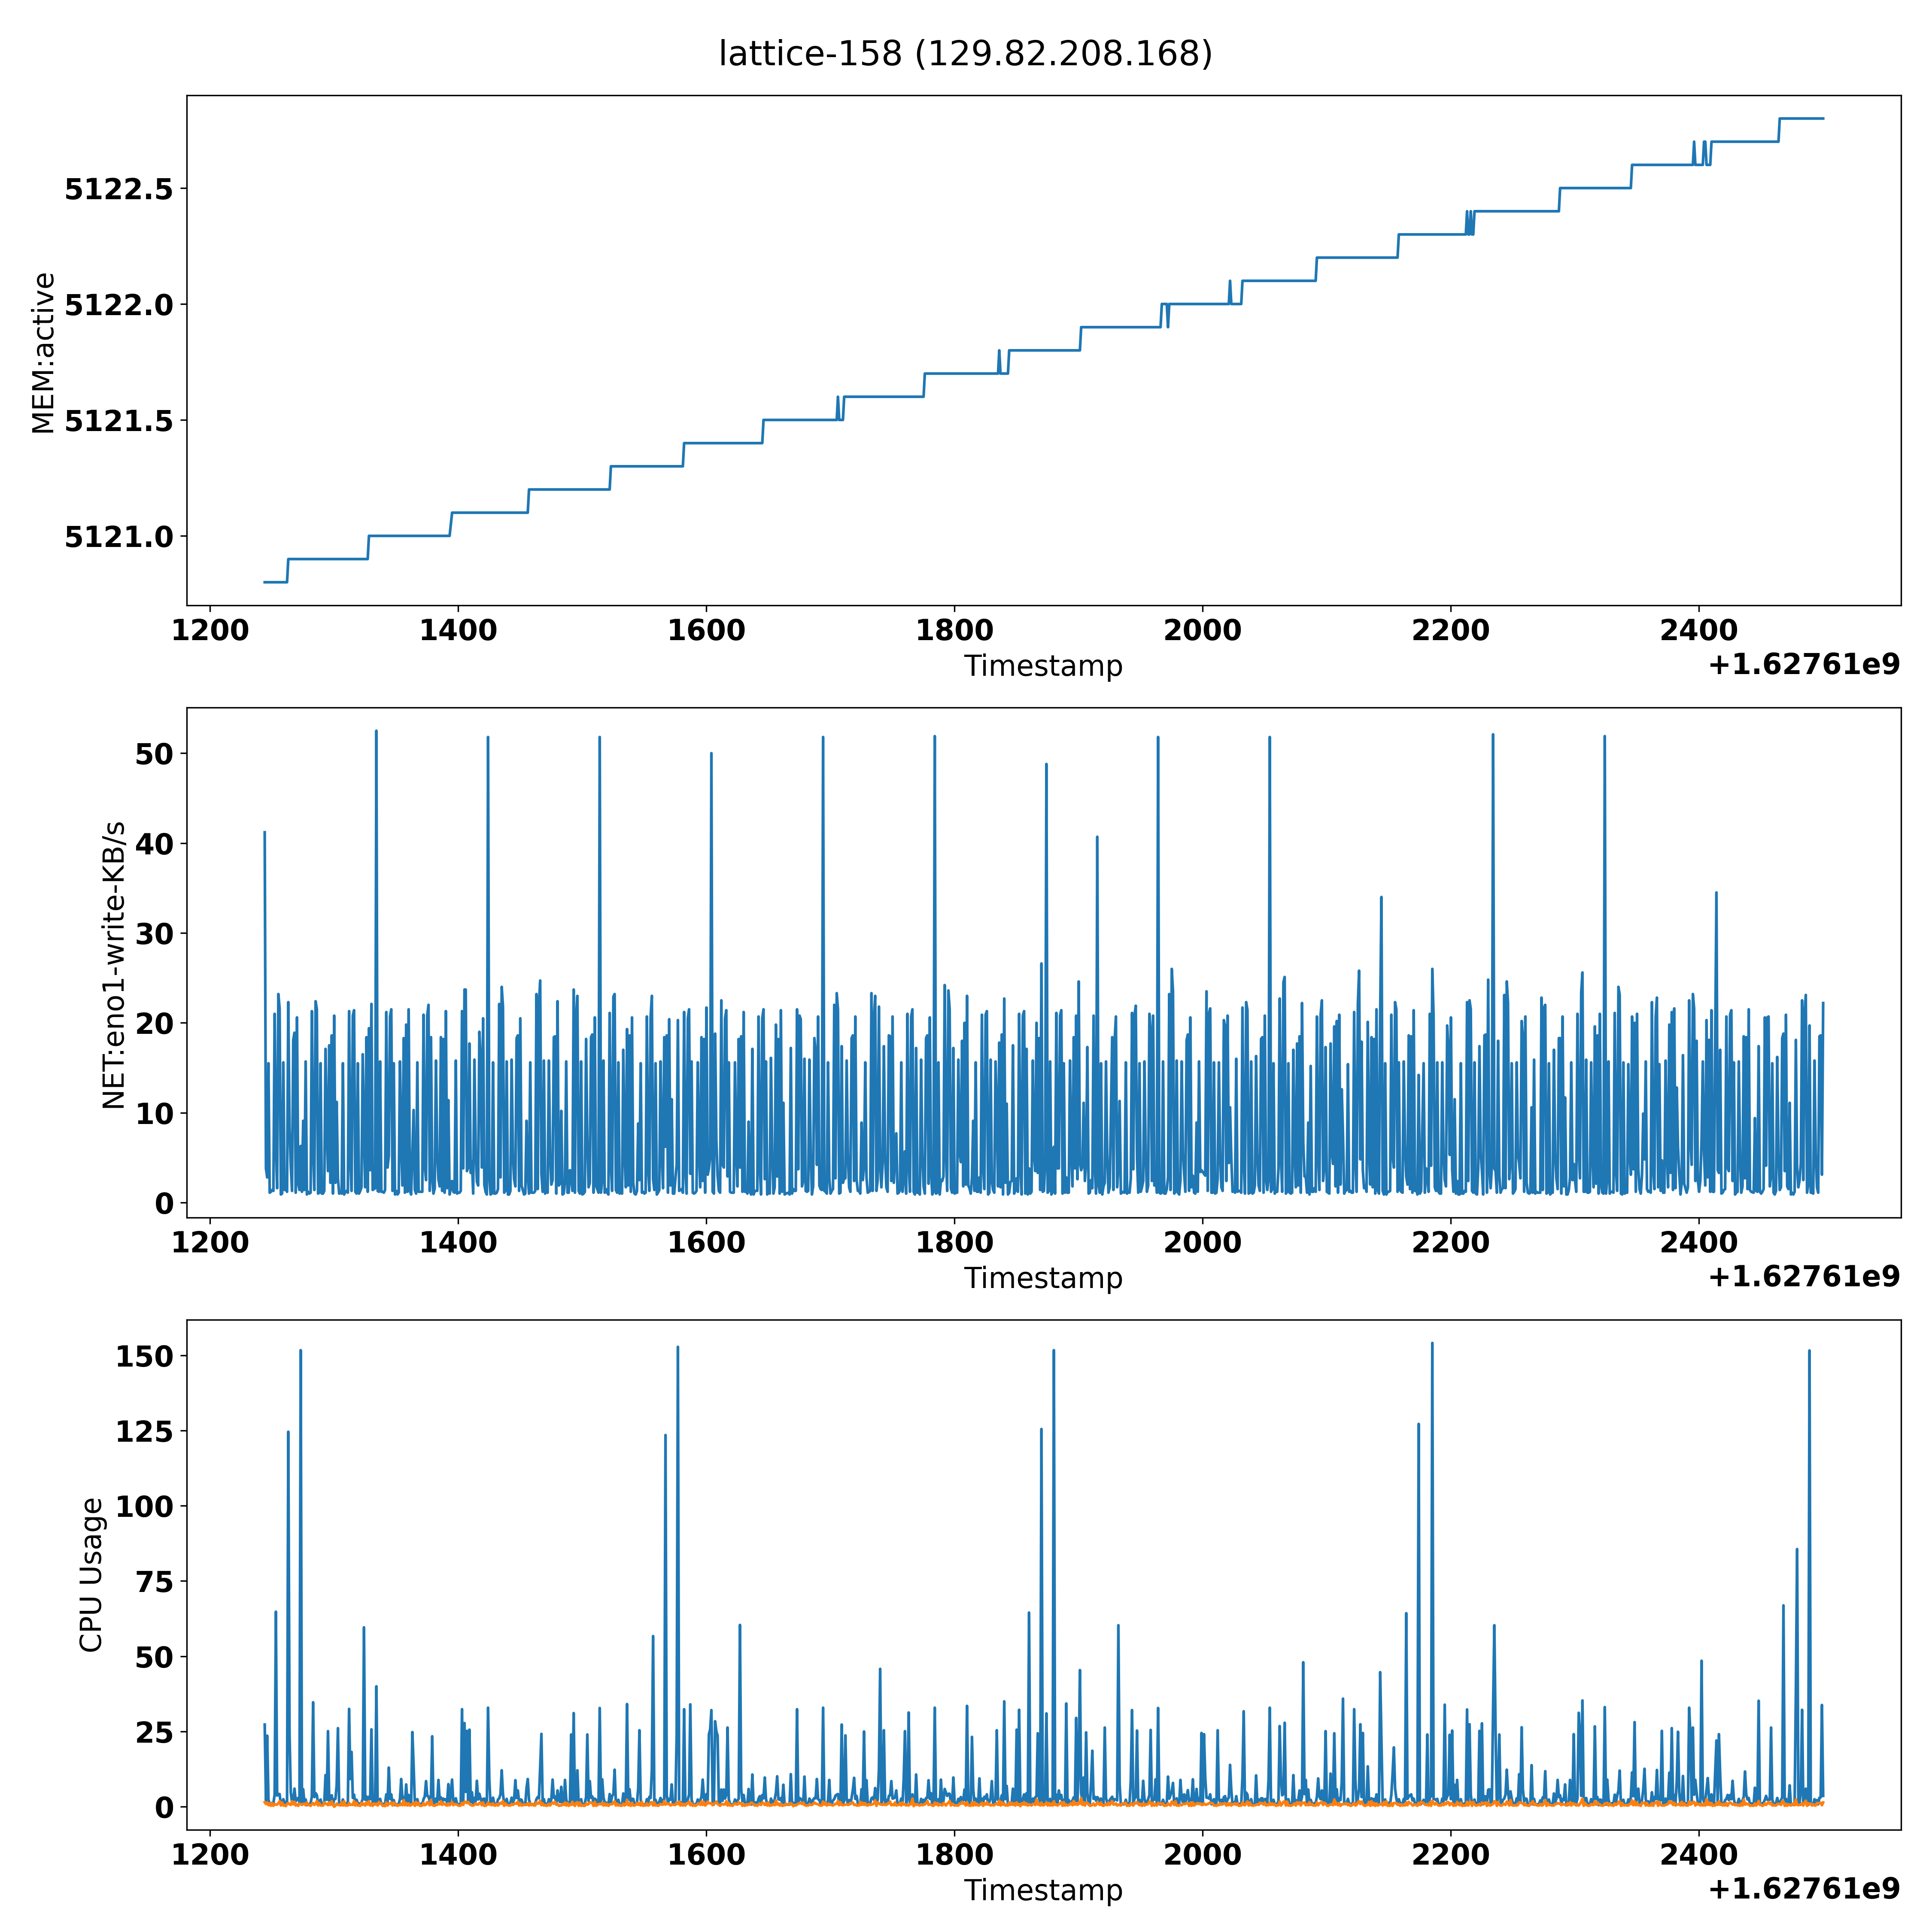 lattice-158 (129.82.208.168)
MEM:active
5122.5
5122.0
5121.5
5121.0
1200 1400 1600 1800 2000 2200 2400
Timestamp
+1.62761e9
NET:eno1-write-KB/s
50
40
30
20
10
0
1200 1400 1600 1800 2000 2200 2400
Timestamp
+1.62761e9
CPU Usage
150
125
100
75
50
25
0
1200 1400 1600 1800 2000 2200 2400
Timestamp
+1.62761e9